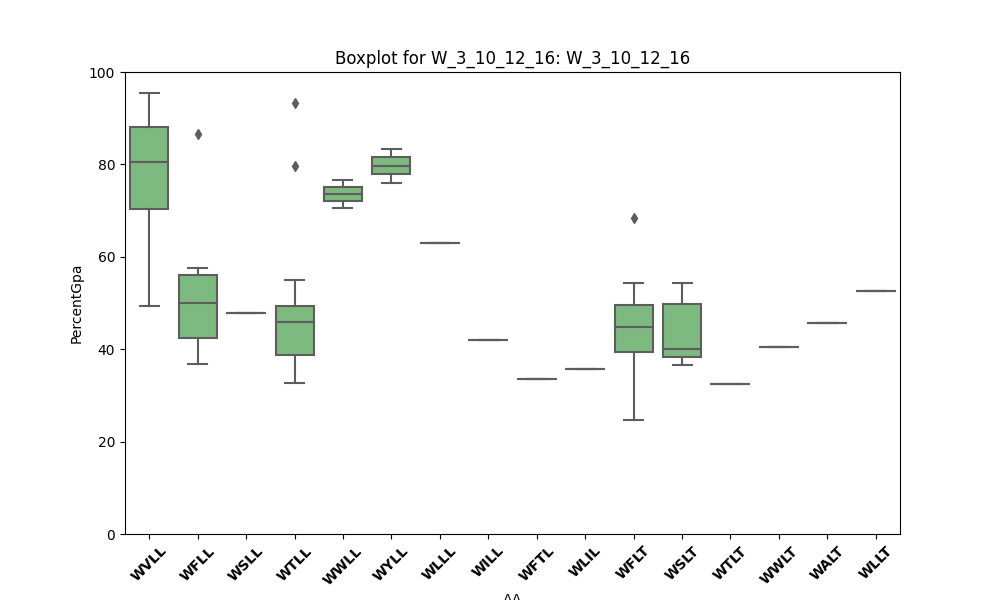 Boxplot for W_3_10_12_16: W_3_10_12_16
PercentGpa
100
80
60
40
20
0
WVLL WFLL WSLL WTLL WWLL WYLL WLLL WILL WFTL WLIL WFLT WSLT WTLT WWLT WALT WLLT
AA